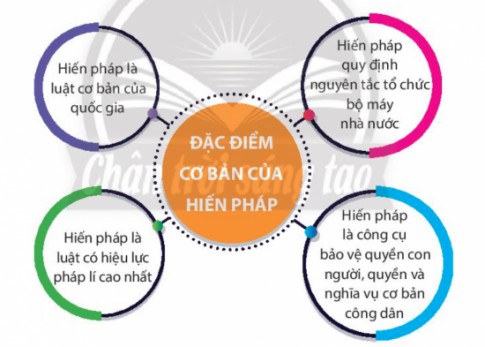 Hiến pháp là
luật cơ bản của
quốc gia
Hiến pháp
quy định
nguyên tắc tổ chức
bộ máy
nhà nước
ĐẶC ĐIỂM
CƠ BẢN CỦA
HIẾN PHÁP
Chân trời sáng tạo
Hiến pháp là
luật có hiệu lực
pháp lí cao nhất
Hiến pháp
là công cụ
bảo vệ quyền con
người, quyền và
nghĩa vụ cơ bản
công dân